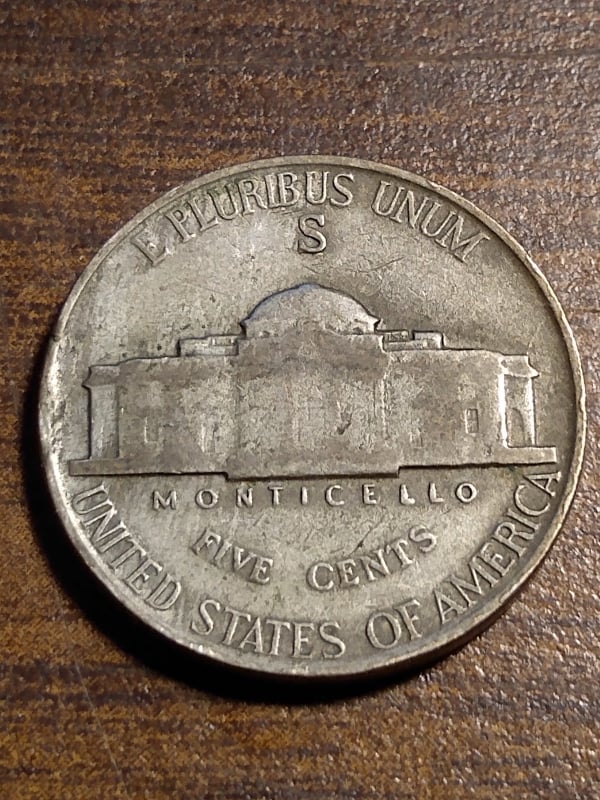 E PLURIBUS UNUM
S
MONTICELLO
FIVE CENTS
UNITED STATES OF AMERICA